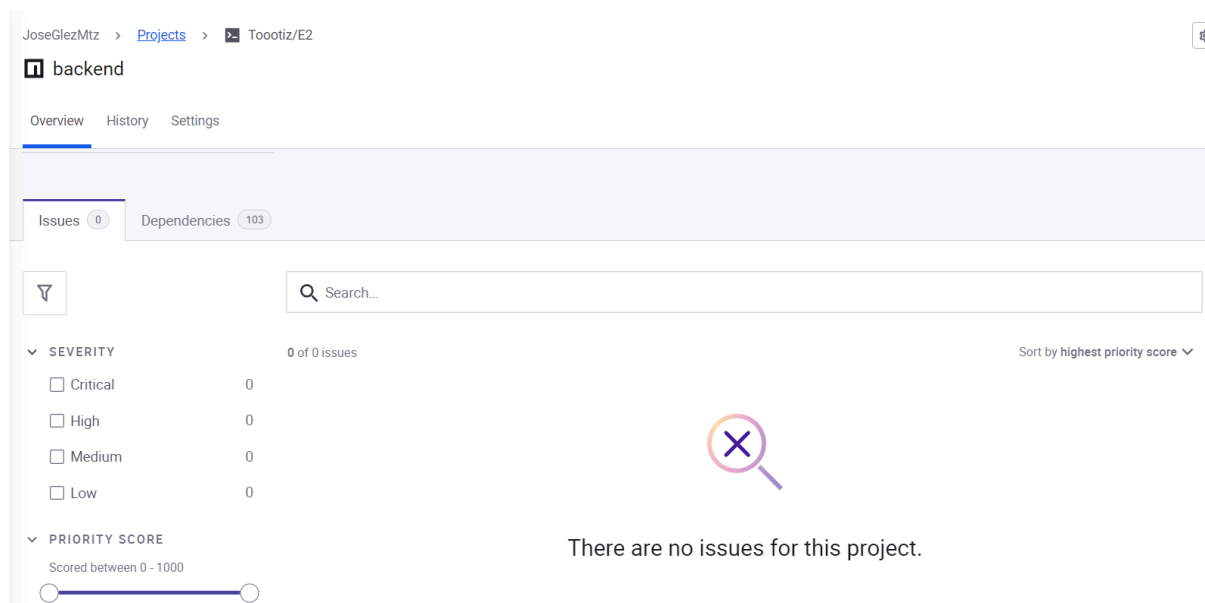 JoseGlezMtz > Projects > Toootiz/E2
backend
Overview History Settings
Issues 0 Dependencies 103
Search...
SEVERITY
0 of 0 issues
Sort by highest priority score
Critical 0
High 0
Medium 0
Low 0
PRIORITY SCORE
Scored between 0 - 1000
There are no issues for this project.